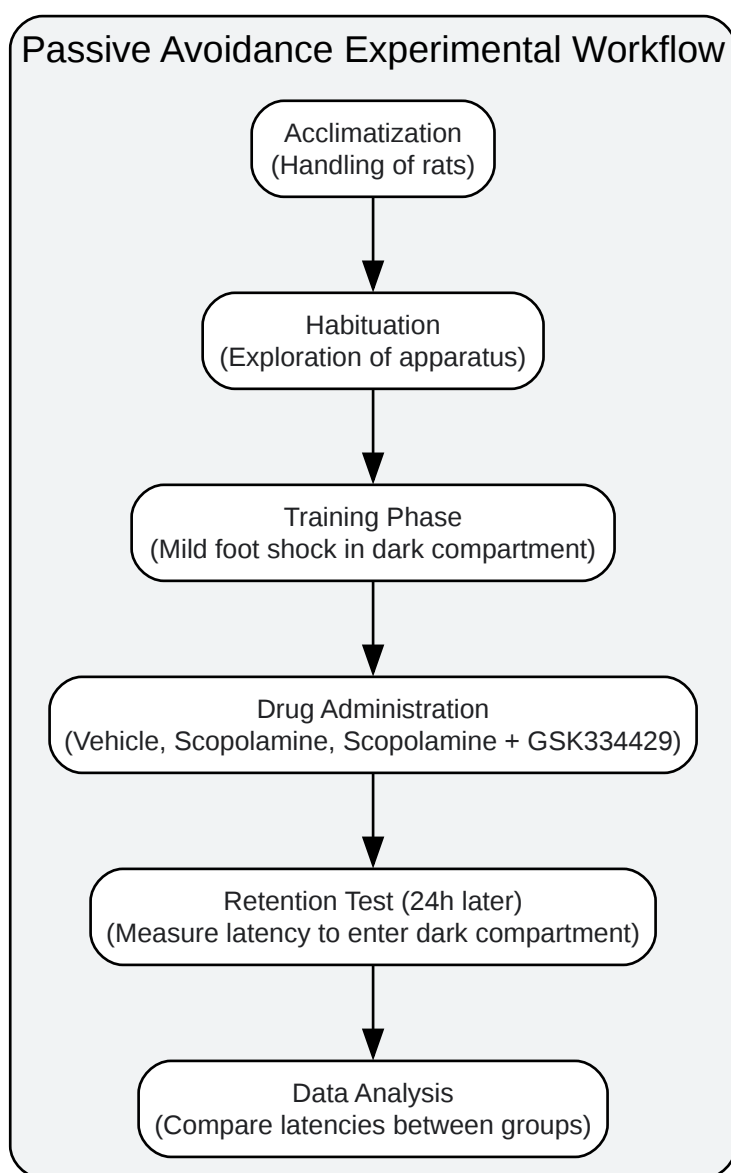 Passive Avoidance Experimental Workflow
Acclimatization
(Handling of rats)
Habituation
(Exploration of apparatus)
Training Phase
(Mild foot shock in dark compartment)
Drug Administration
(Vehicle, Scopolamine, Scopolamine + GSK334429)
Retention Test (24h later)
(Measure latency to enter dark compartment)
Data Analysis
(Compare latencies between groups)